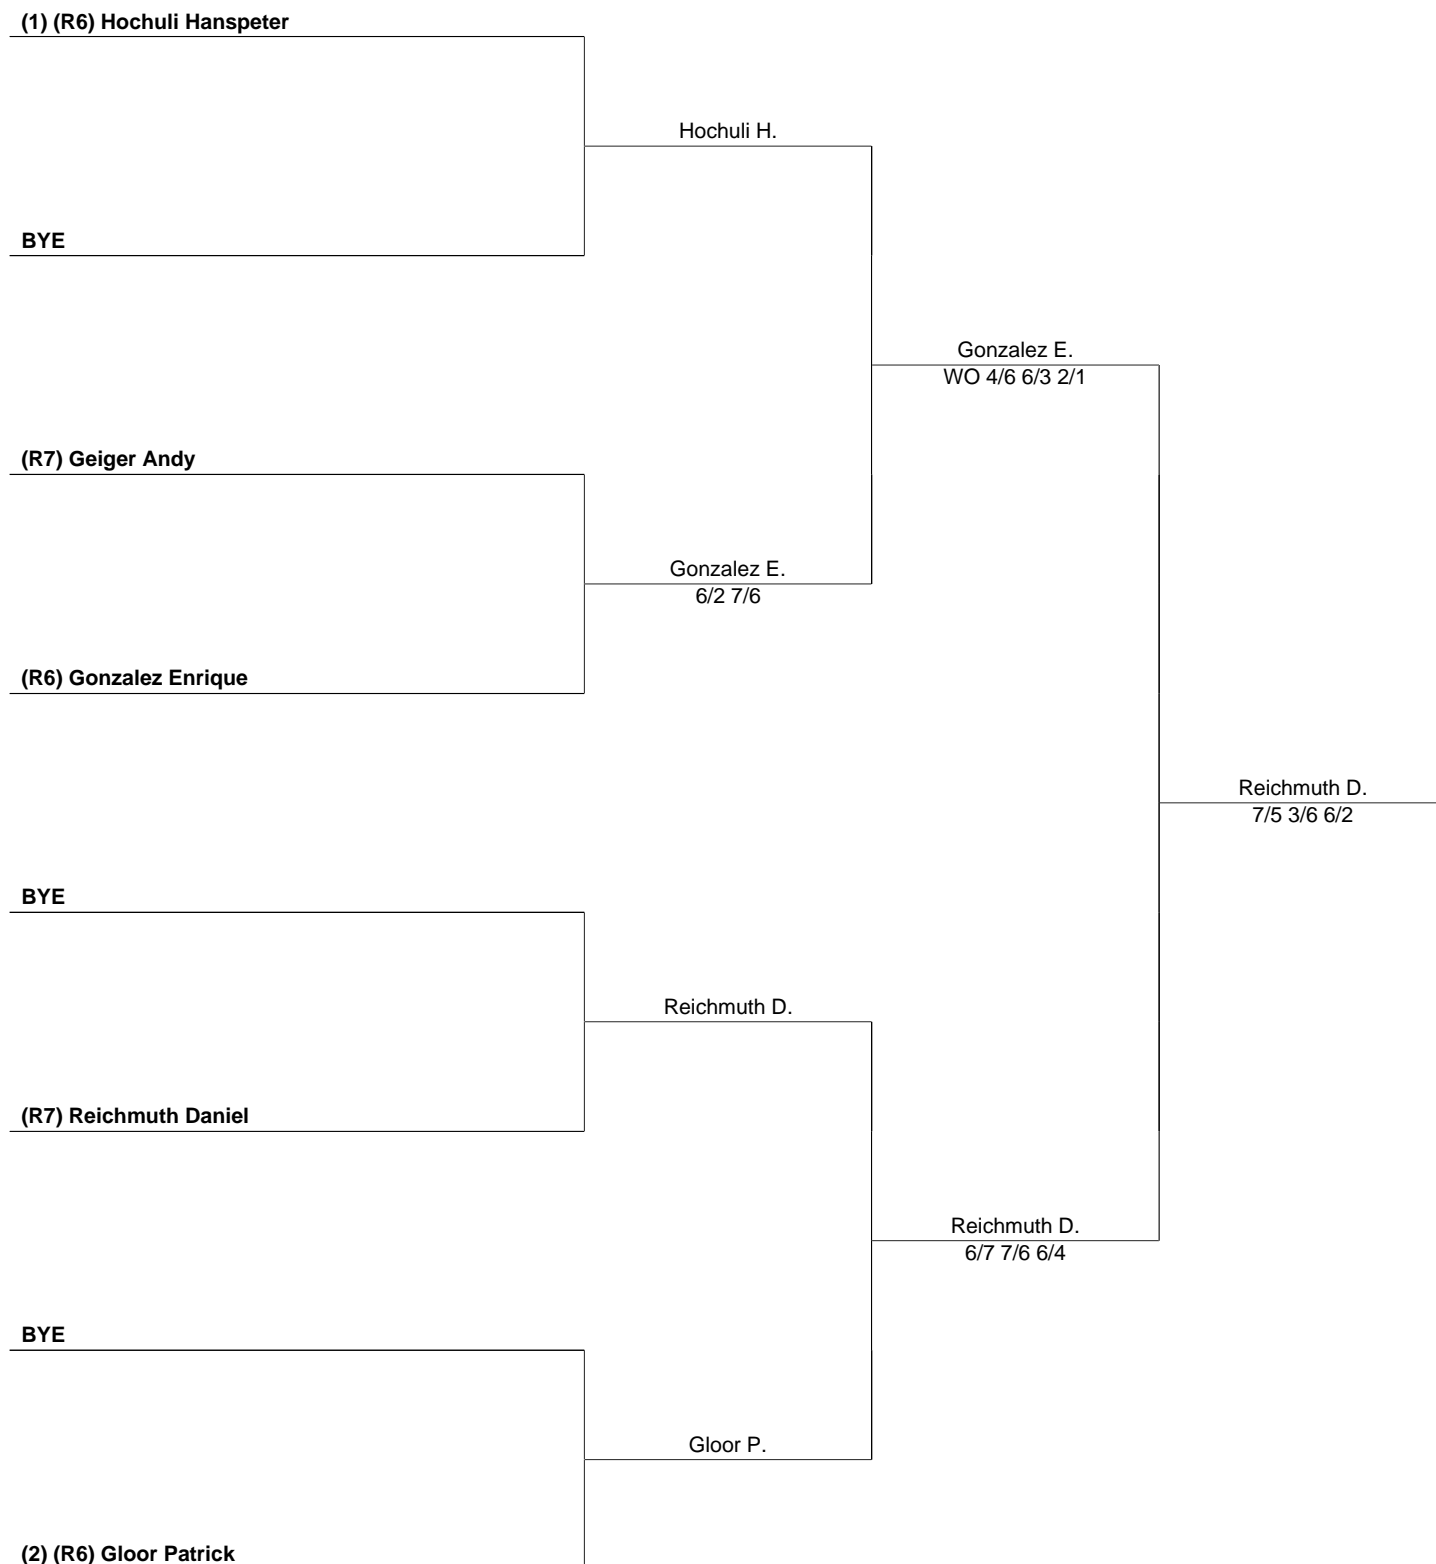 (1) (R6) Hochuli Hanspeter
Hochuli H.
BYE
Gonzalez E.
WO 4/6 6/3 2/1
(R7) Geiger Andy
Gonzalez E.
6/2 7/6
(R6) Gonzalez Enrique
Reichmuth D.
7/5 3/6 6/2
BYE
Reichmuth D.
(R7) Reichmuth Daniel
Reichmuth D.
6/7 7/6 6/4
BYE
Gloor P.
(2) (R6) Gloor Patrick